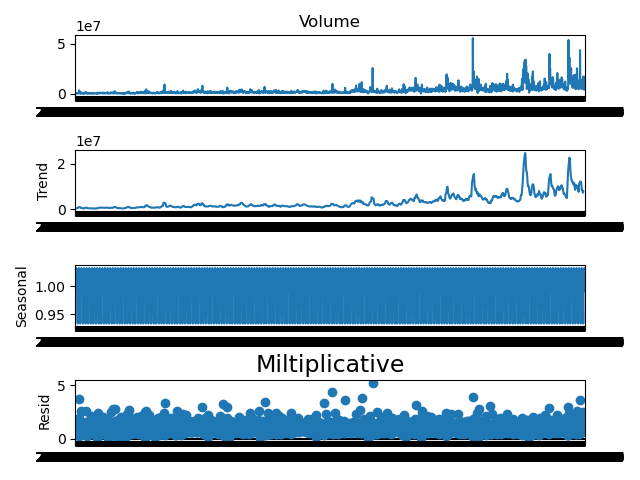 Volume
1e7
5
0
1e7
Trend
2
0
Seasonal
1.00
0.95
Miltiplicative
Resid
5
0